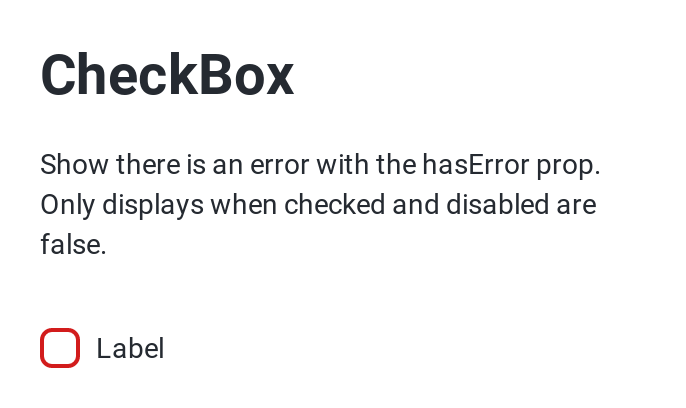 CheckBox
Show there is an error with the hasError prop.
Only displays when checked and disabled are
false.
Label